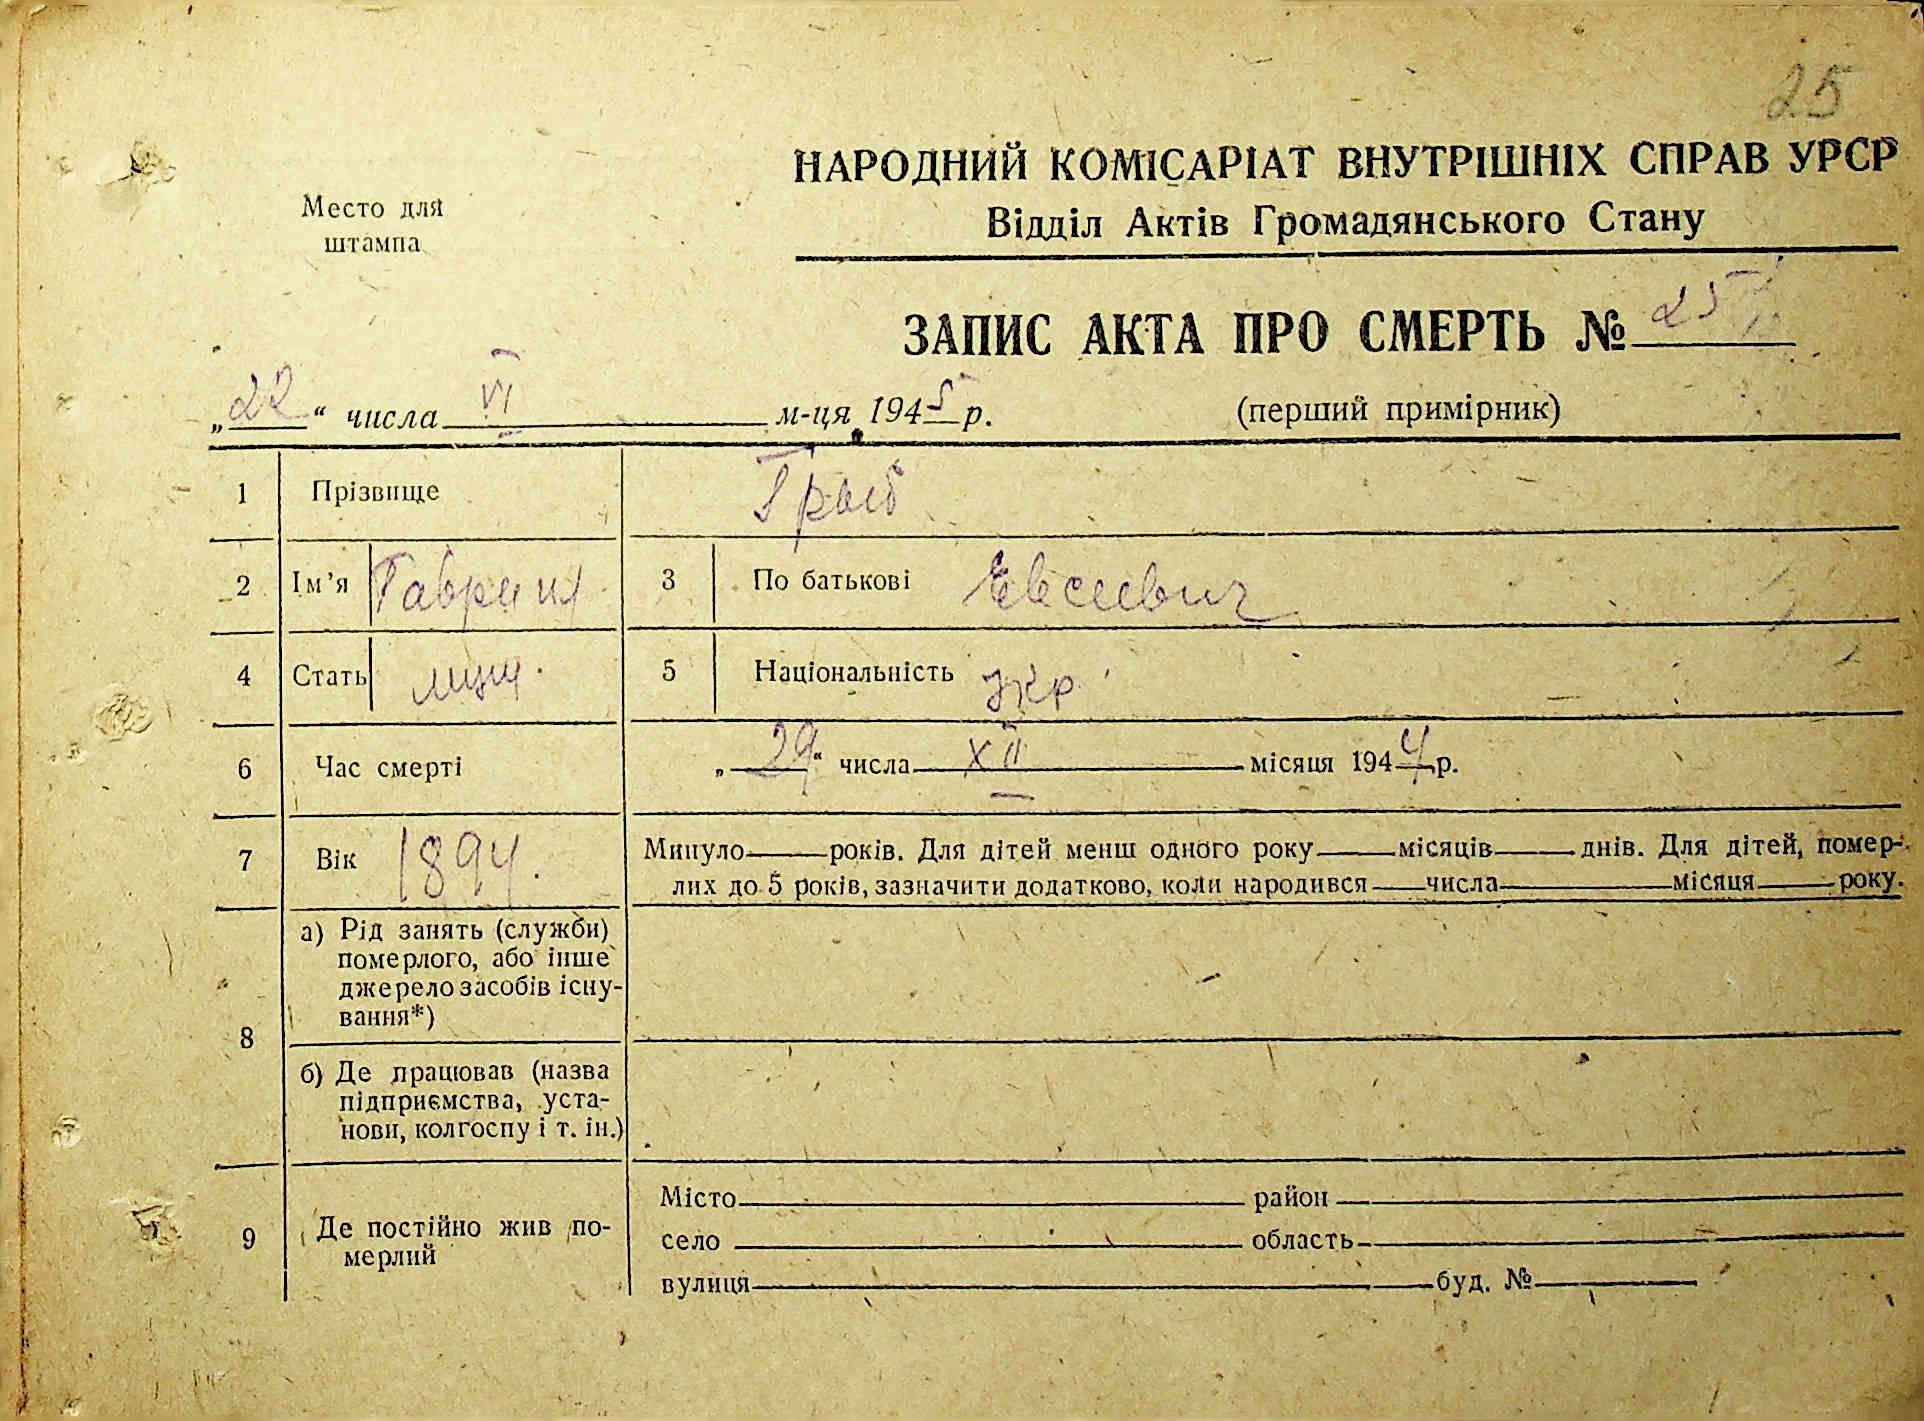 25
НАРОДНИЙ КОМІСАРІАТ ВНУТРІШНІХ СПРАВ УРСР
Место для
штампа
Відділ Актів Громадянського Стану
ЗАПИС АКТА ПРО СМЕРТЬ № 25
„22“ числа VI м-ця 1945 р. (перший примірник)
1 Прізвище Грыб
2 Ім’я Гавриил 3 По батькові Евсеевич
4 Стать муж. 5 Національність укр.
6 Час смерті „29“ числа XII місяця 1944 р.
7 Вік 1894. Минуло років. Для дітей менш одного року місяців днів. Для дітей, помер-
лих до 5 років, зазначити додатково, коли народився числа місяця року.
8 а) Рід занять (служби)
померлого, або інше
джерело засобів існу-
вання*)
б) Де працював (назва
підприємства, уста-
нови, колгоспу і т. ін.)
9 Де постійно жив по-
мерлий
Місто район
село область
вулиця буд. №